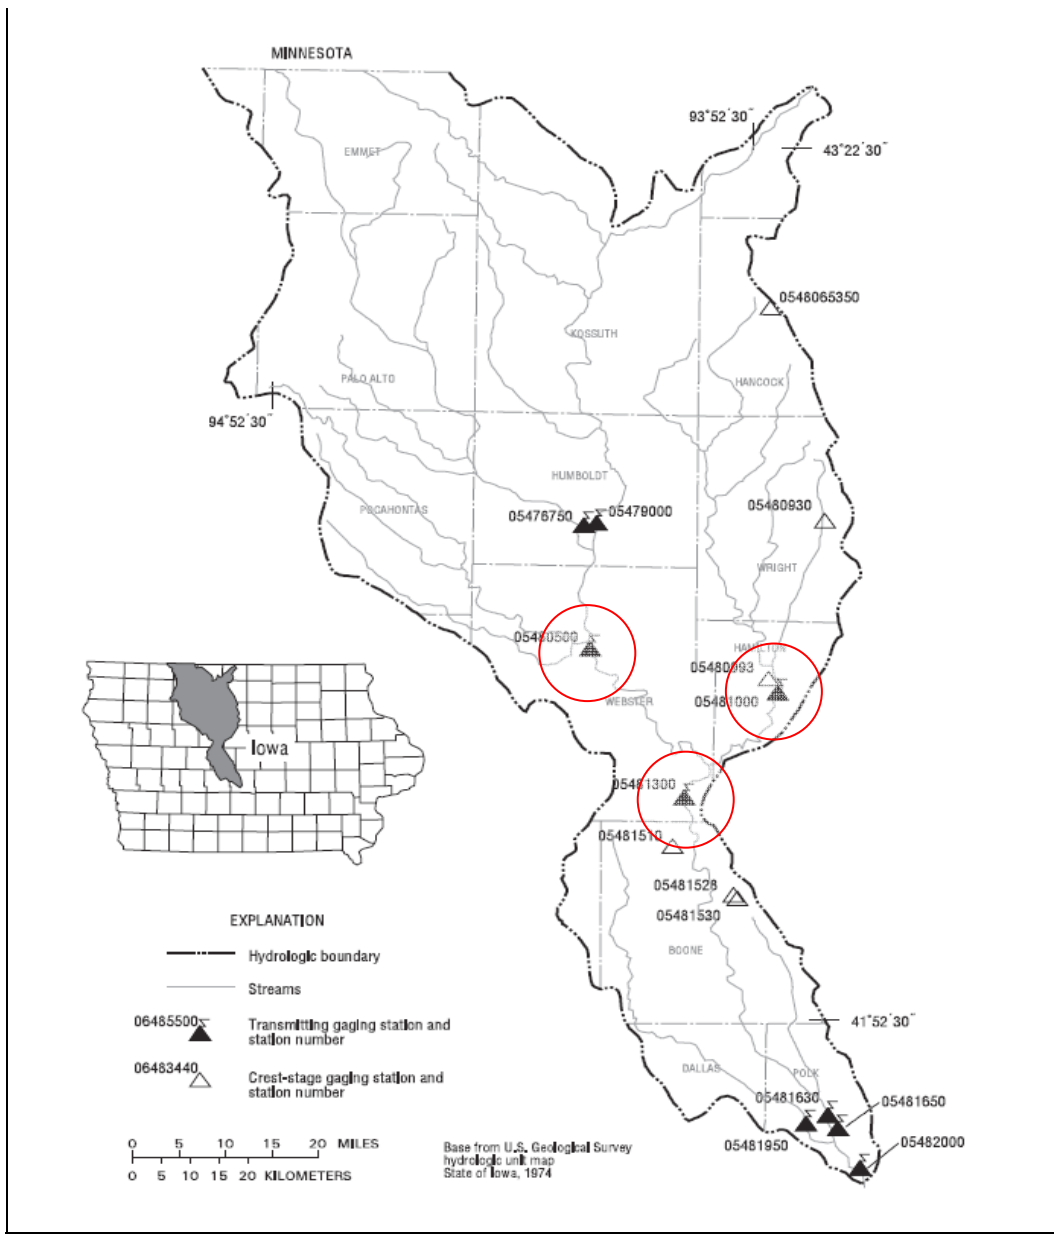 MINNESOTA
93°52'30"
43°22'30"
EMMET
0548065350
KOSSUTH
PALO ALTO
HANCOCK
94°52'30"
HUMBOLDT
05480930
POCAHONTAS
05476750
05479000
WRIGHT
05480500
HAMILTON
05480993
WEBSTER
05481000
Iowa
05481300
05481510
05481528
05481530
EXPLANATION
BOONE
Hydrologic boundary
Streams
06485500
Transmitting gaging station and
station number
41°52'30"
06483440
Crest-stage gaging station and
station number
DALLAS
POLK
05481630
05481650
05481950
05482000
0 5 10 15 20 MILES
0 5 10 15 20 KILOMETERS
Base from U.S. Geological Survey
hydrologic unit map
State of Iowa, 1974